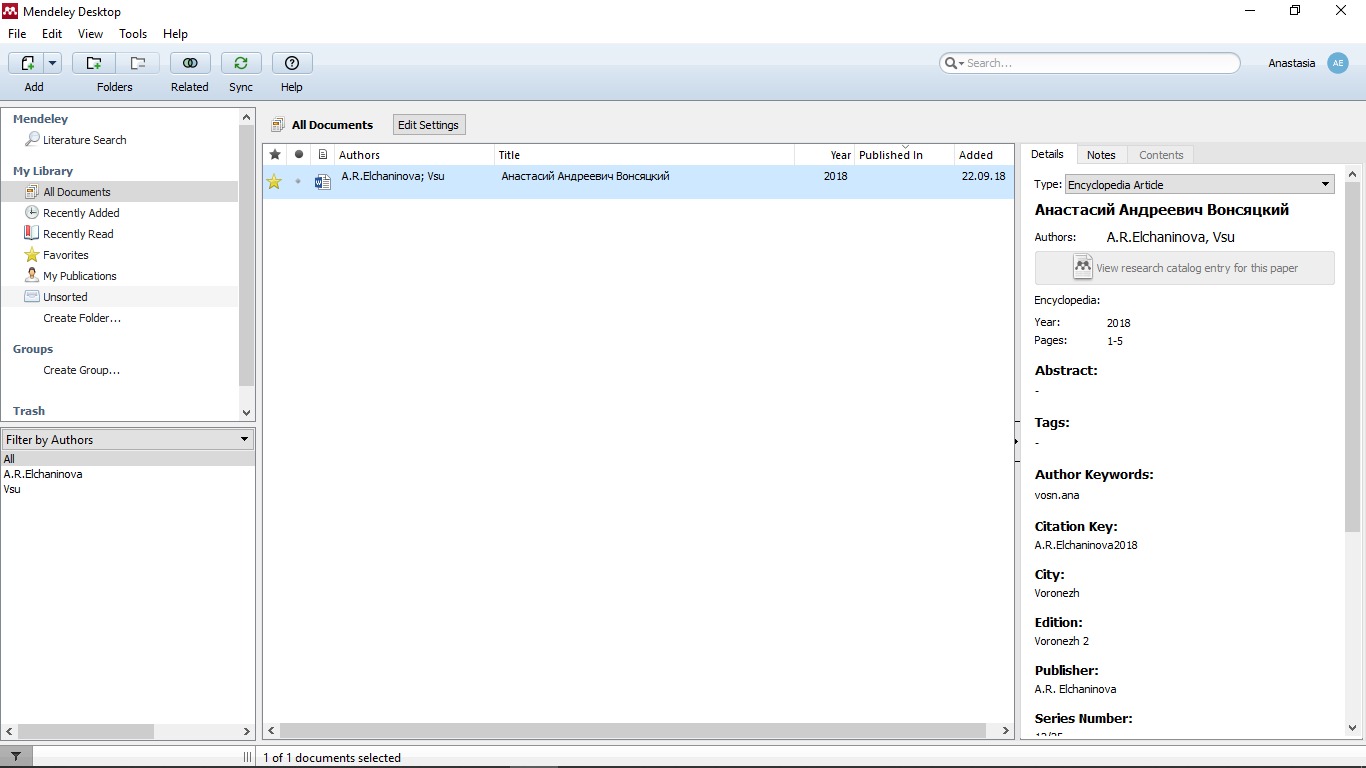 Mendeley Desktop
File Edit View Tools Help
Search...
Anastasia AE
Add Folders Related Sync Help
Mendeley
Literature Search
My Library
All Documents
Recently Added
Recently Read
Favorites
My Publications
Unsorted
Create Folder...
Groups
Create Group...
Trash
Filter by Authors
All
A.R.Elchaninova
Vsu
All Documents Edit Settings
Authors Title Year Published In Added
A.R.Elchaninova; Vsu Анастасий Андреевич Вонсяцкий 2018 22.09.18
Details Notes Contents
Type: Encyclopedia Article
Анастасий Андреевич Вонсяцкий
Authors: A.R.Elchaninova, Vsu
View research catalog entry for this paper
Encyclopedia:
Year: 2018
Pages: 1-5
Abstract:
-
Tags:
-
Author Keywords:
vosn.ana
Citation Key:
A.R.Elchaninova2018
City:
Voronezh
Edition:
Voronezh 2
Publisher:
A.R. Elchaninova
Series Number:
1 of 1 documents selected